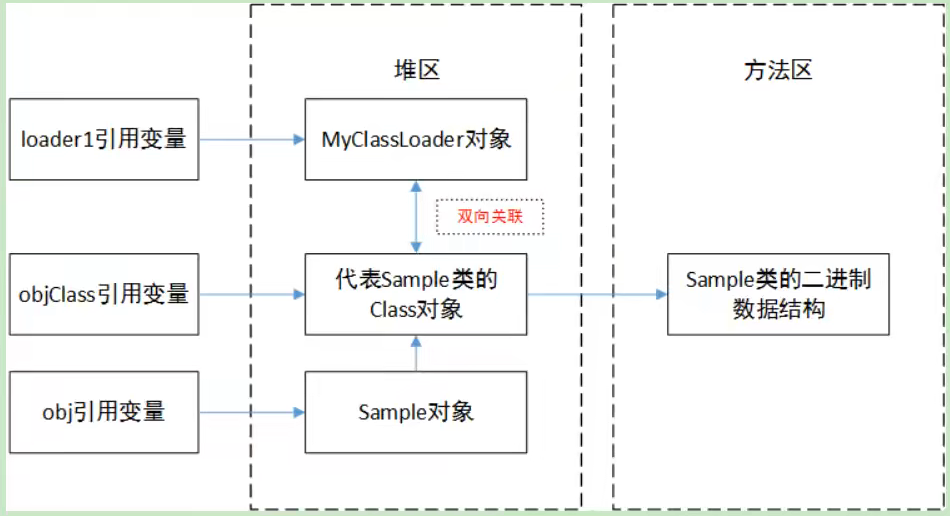 堆区
方法区
loader1引用变量
MyClassLoader对象
双向关联
objClass引用变量
代表Sample类的
Class对象
Sample类的二进制
数据结构
obj引用变量
Sample对象